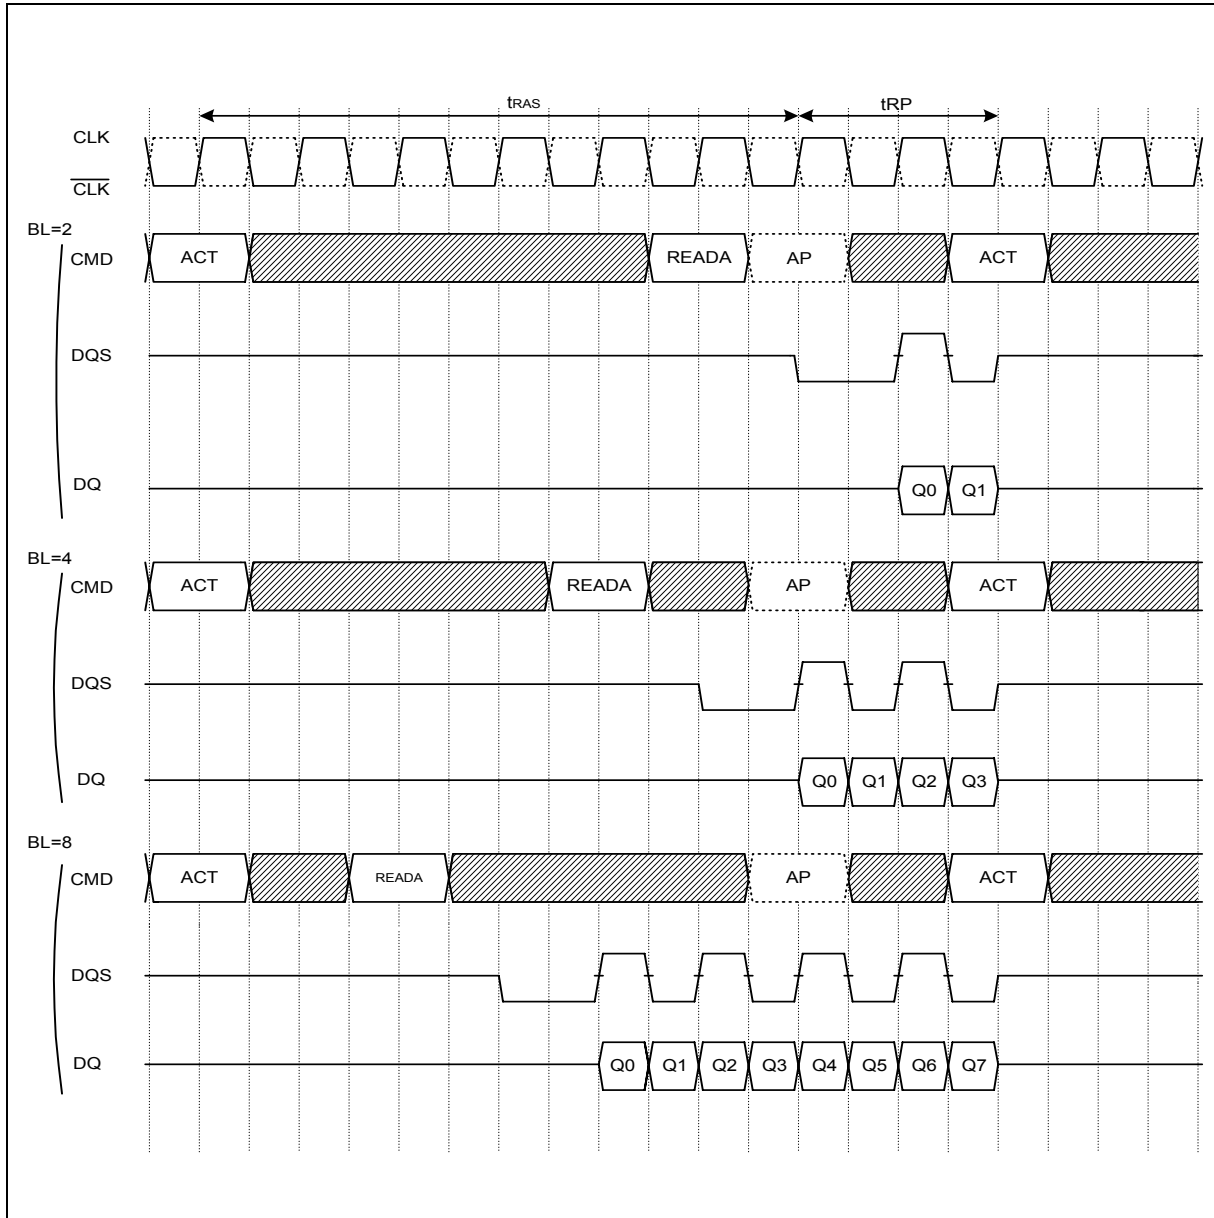 tRAS tRP
CLK
CLK
BL=2
CMD ACT READA AP ACT
DQS
DQ Q0 Q1
BL=4
CMD ACT READA AP ACT
DQS
DQ Q0 Q1 Q2 Q3
BL=8
CMD ACT READA AP ACT
DQS
DQ Q0 Q1 Q2 Q3 Q4 Q5 Q6 Q7